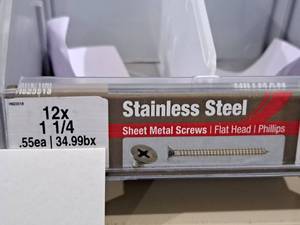 12x
1 1/4
.55ea | 34.99bx
Stainless Steel
Sheet Metal Screws | Flat Head | Phillips